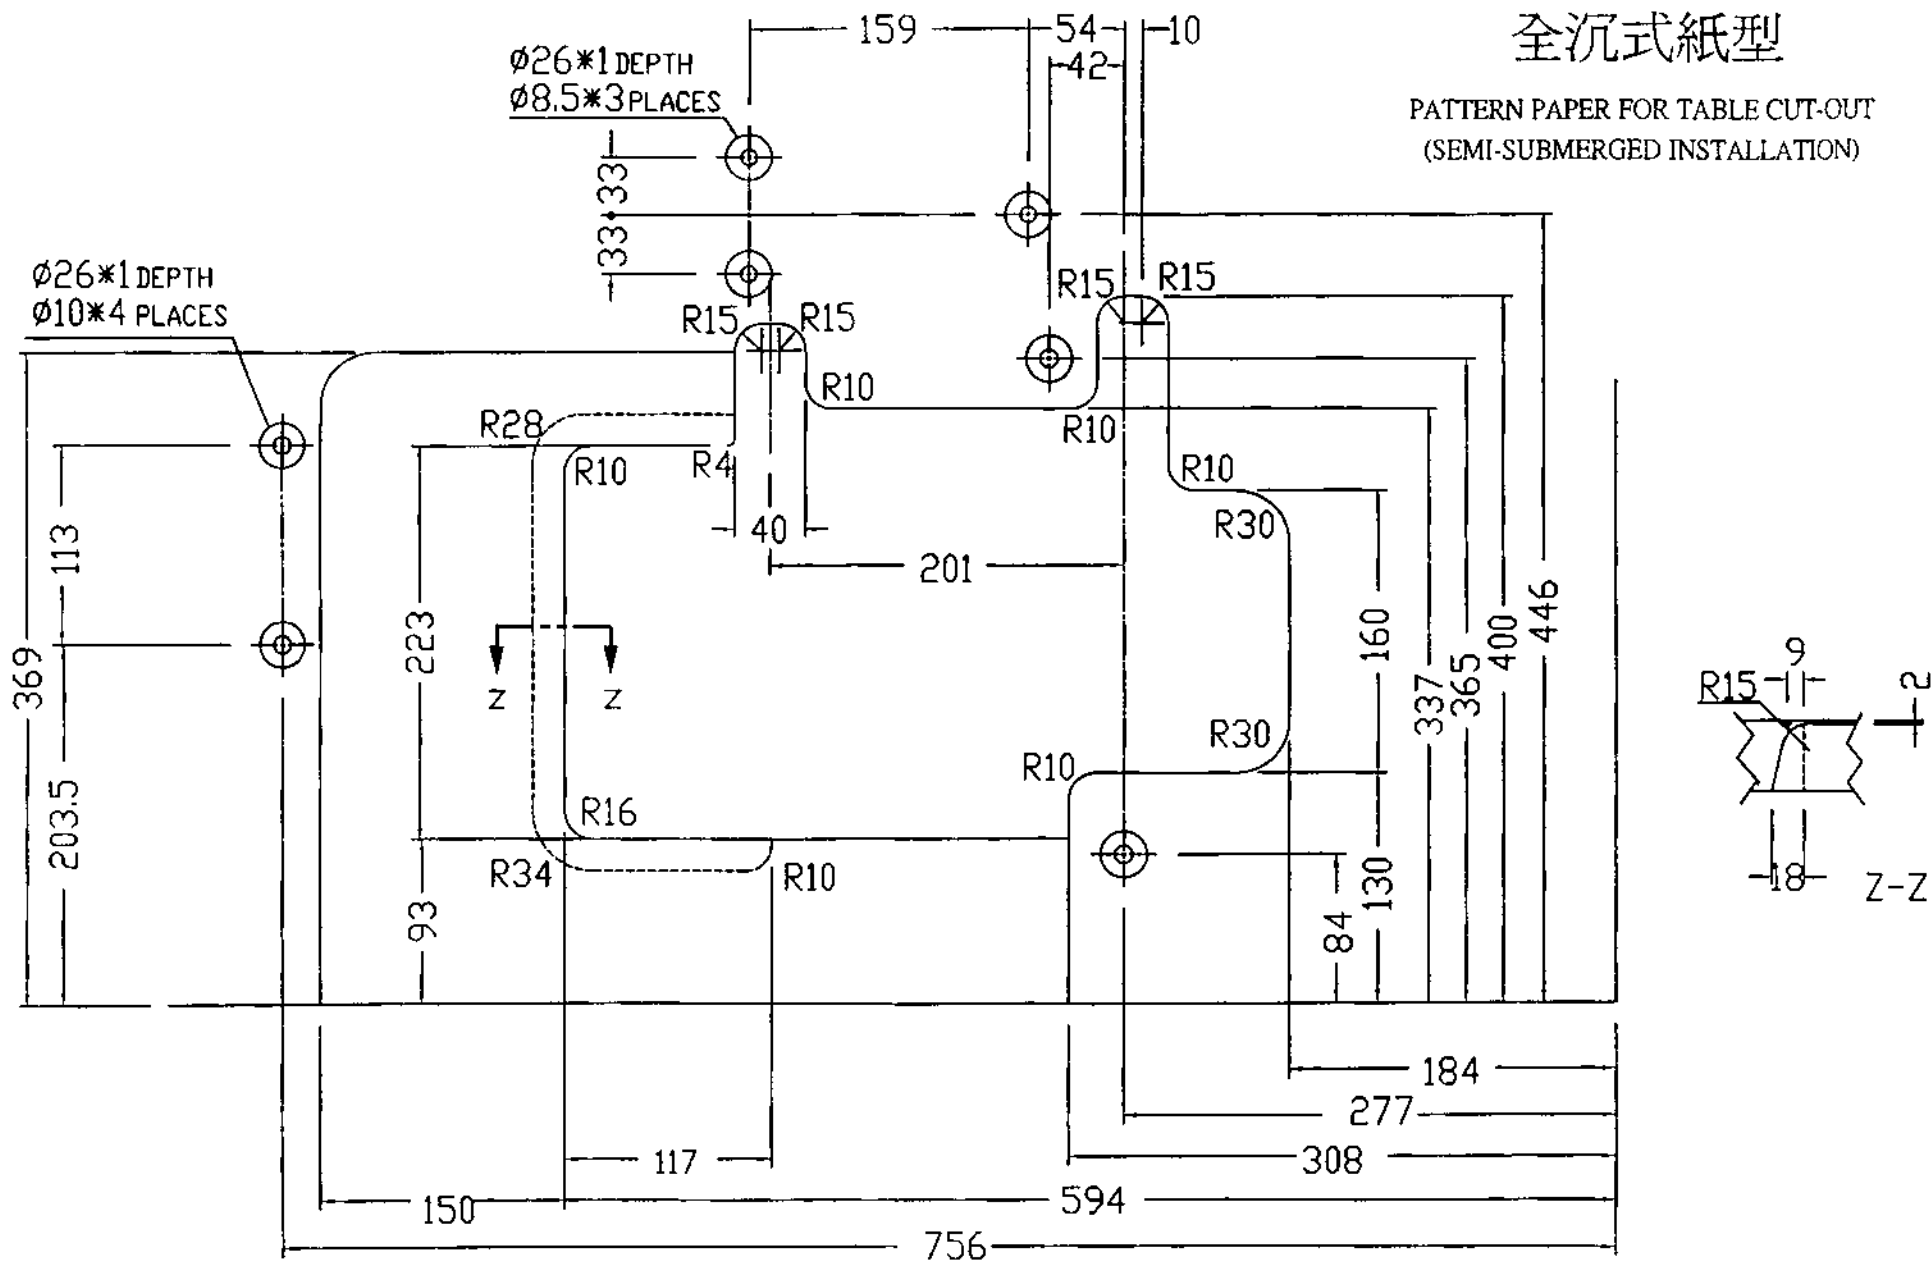 全沉式紙型
PATTERN PAPER FOR TABLE CUT-OUT
(SEMI-SUBMERGED INSTALLATION)
159
54
10
42
Ø26*1 DEPTH
Ø8.5*3 PLACES
33
33
Ø26*1 DEPTH
Ø10*4 PLACES
R15
R15
R15
R15
R10
R10
R28
R10
R4
R10
R30
40
201
113
223
369
203.5
93
Z
Z
160
337
365
400
446
R30
R10
R16
R34
R10
130
84
9
R15
2
18
Z-Z
184
277
117
308
150
594
756